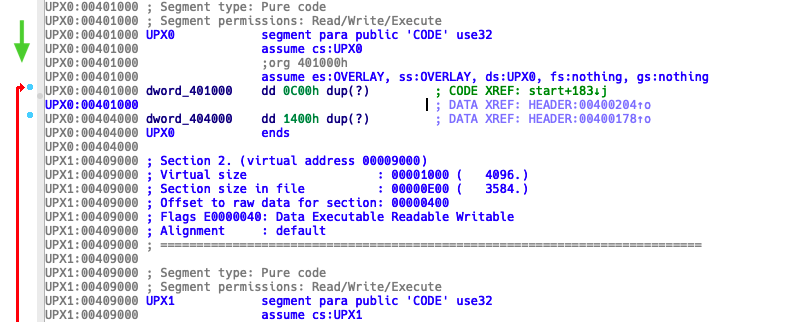 UPX0:00401000 ; Segment type: Pure code
UPX0:00401000 ; Segment permissions: Read/Write/Execute
UPX0:00401000 UPX0            segment para public 'CODE' use32
UPX0:00401000                 assume cs:UPX0
UPX0:00401000                 ;org 401000h
UPX0:00401000                 assume es:OVERLAY, ss:OVERLAY, ds:UPX0, fs:nothing, gs:nothing
UPX0:00401000 dword_401000    dd 0C00h dup(?)         ; CODE XREF: start+183↓j
UPX0:00401000                                         ; DATA XREF: HEADER:00400204↑o
UPX0:00404000 dword_404000    dd 1400h dup(?)         ; DATA XREF: HEADER:00400178↑o
UPX0:00404000 UPX0            ends
UPX0:00404000
UPX1:00409000 ; Section 2. (virtual address 00009000)
UPX1:00409000 ; Virtual size                  : 00001000 (   4096.)
UPX1:00409000 ; Section size in file          : 00000E00 (   3584.)
UPX1:00409000 ; Offset to raw data for section: 00000400
UPX1:00409000 ; Flags E0000040: Data Executable Readable Writable
UPX1:00409000 ; Alignment     : default
UPX1:00409000 ; ===========================================================================
UPX1:00409000
UPX1:00409000 ; Segment type: Pure code
UPX1:00409000 ; Segment permissions: Read/Write/Execute
UPX1:00409000 UPX1            segment para public 'CODE' use32
UPX1:00409000                 assume cs:UPX1